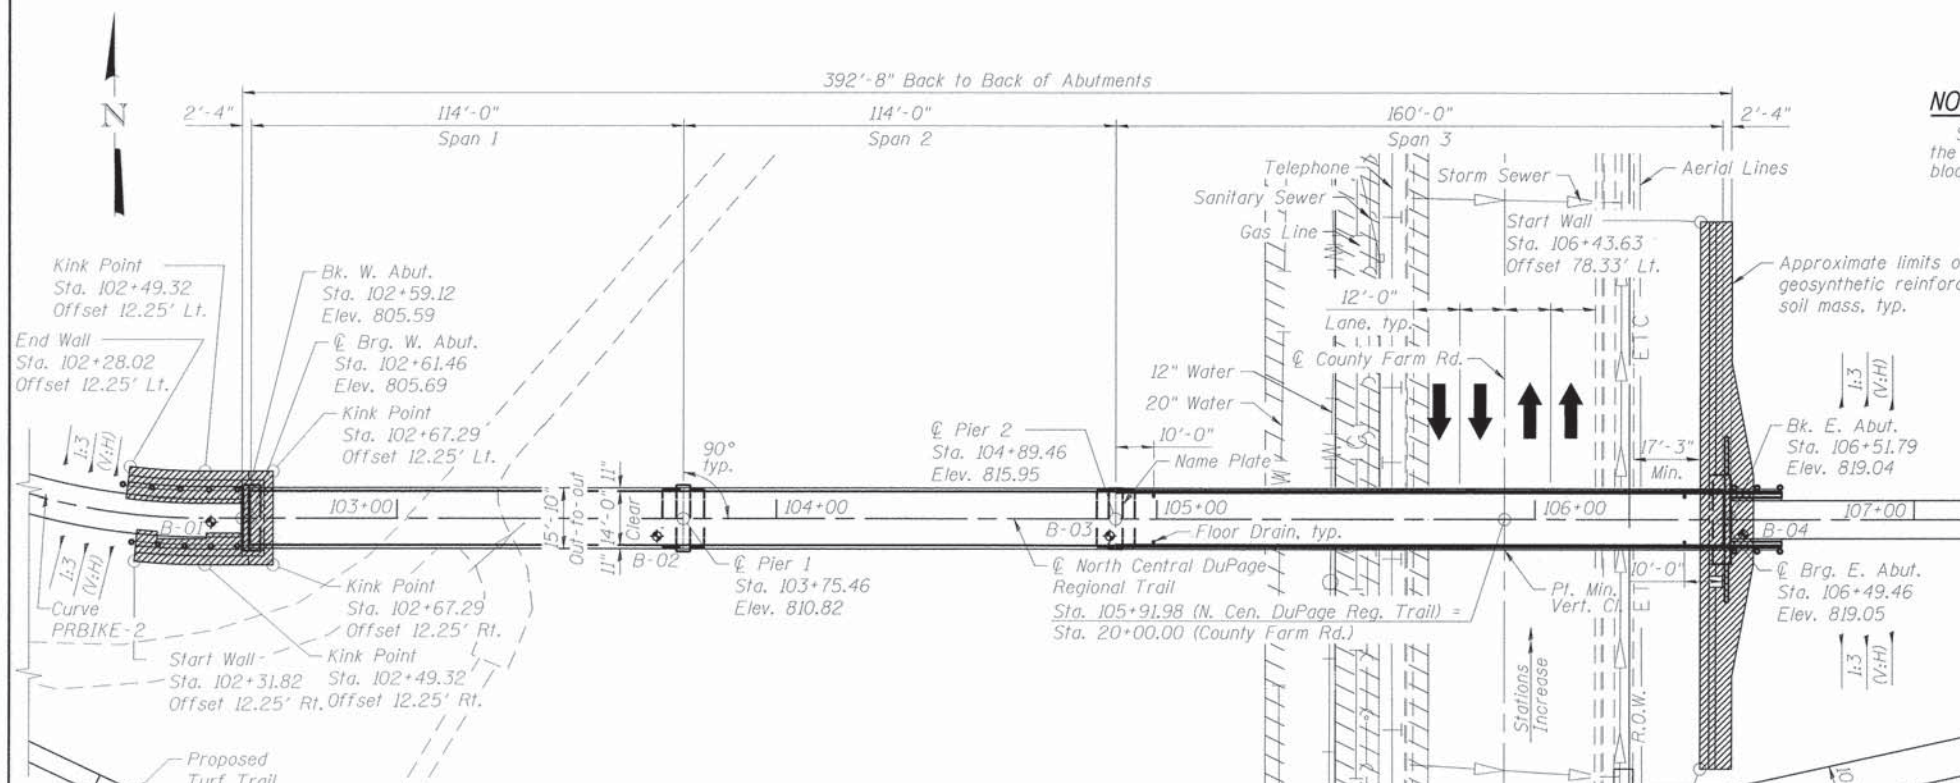 392'-8" Back to Back of Abutments
2'-4"
114'-0"
Span 1
114'-0"
Span 2
160'-0"
Span 3
2'-4"
N
NO
the
bloc
Telephone
Sanitary Sewer
Gas Line
Storm Sewer
Aerial Lines
Start Wall
Sta. 106+43.63
Offset 78.33' Lt.
Approximate limits o
geosynthetic reinforc
soil mass, typ.
Kink Point
Sta. 102+49.32
Offset 12.25' Lt.
Bk. W. Abut.
Sta. 102+59.12
Elev. 805.59
End Wall
Sta. 102+28.02
Offset 12.25' Lt.
℄ Brg. W. Abut.
Sta. 102+61.46
Elev. 805.69
Kink Point
Sta. 102+67.29
Offset 12.25' Lt.
12'-0"
Lane, typ.
℄ County Farm Rd.
12" Water
20" Water
ETC
1:3
(V:H)
℄ Pier 2
Sta. 104+89.46
Elev. 815.95
10'-0"
Name Plate
W
G
17'-3"
Min.
Bk. E. Abut.
Sta. 106+51.79
Elev. 819.04
1:3
(V:H)
90°
typ.
B-01
103+00
15'-10"
Out-to-out
11"
14'-0"
Clear
11"
104+00
105+00
106+00
107+00
B-02
B-03
B-04
Floor Drain, typ.
1:3
(V:H)
Curve
PRBIKE-2
Kink Point
Sta. 102+67.29
Offset 12.25' Rt.
℄ Pier 1
Sta. 103+75.46
Elev. 810.82
℄ North Central DuPage
Regional Trail
Sta. 105+91.98 (N. Cen. DuPage Reg. Trail) =
Sta. 20+00.00 (County Farm Rd.)
Pt. Min.
Vert. Cl.
10'-0"
℄ Brg. E. Abut.
Sta. 106+49.46
Elev. 819.05
Start Wall
Sta. 102+31.82
Offset 12.25' Rt.
Kink Point
Sta. 102+49.32
Offset 12.25' Rt.
Stations
Increase
R.O.W.
1:3
(V:H)
Proposed
Turf Trail